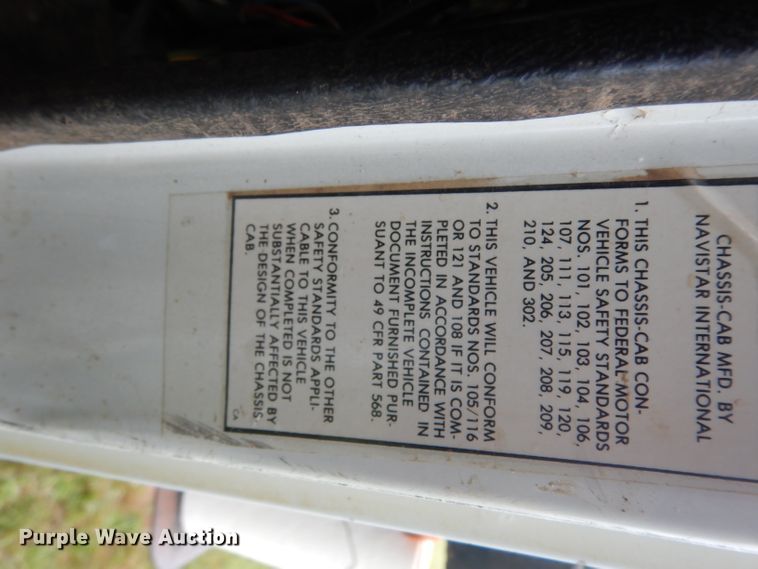 CHASSIS-CAB MFD. BY
NAVISTAR INTERNATIONAL
1. THIS CHASSIS-CAB CON-
FORMS TO FEDERAL MOTOR
VEHICLE SAFETY STANDARDS
NOS. 101, 102, 103, 104, 106,
107, 111, 113, 115, 119, 120,
124, 205, 206, 207, 208, 209,
210, AND 302.
2. THIS VEHICLE WILL CONFORM
TO STANDARDS NOS. 105/116
OR 121 AND 108 IF IT IS COM-
PLETED IN ACCORDANCE WITH
INSTRUCTIONS CONTAINED IN
THE INCOMPLETE VEHICLE
DOCUMENT FURNISHED PUR-
SUANT TO 49 CFR PART 568.
3. CONFORMITY TO THE OTHER
SAFETY STANDARDS APPLI-
CABLE TO THIS VEHICLE
WHEN COMPLETED IS NOT
SUBSTANTIALLY AFFECTED BY
THE DESIGN OF THE CHASSIS
CAB.
Purple Wave Auction